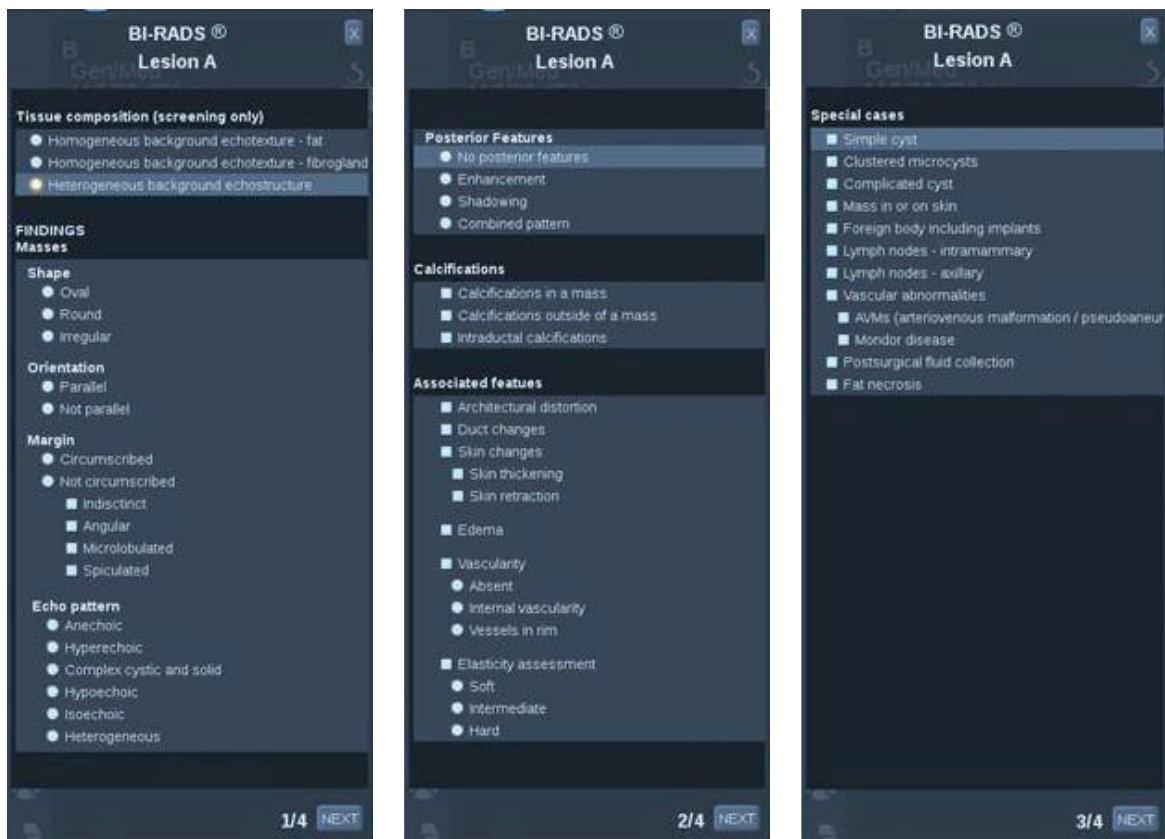 BI-RADS ®
Lesion A
Tissue composition (screening only)
Homogeneous background echotexture - fat
Homogeneous background echotexture - fibrogland
Heterogeneous background echostructure
FINDINGS
Masses
Shape
Oval
Round
Irregular
Orientation
Parallel
Not parallel
Margin
Circumscribed
Not circumscribed
Indisctinct
Angular
Microlobulated
Spiculated
Echo pattern
Anechoic
Hyperechoic
Complex cystic and solid
Hypoechoic
Isoechoic
Heterogeneous
1/4 NEXT
BI-RADS ®
Lesion A
Posterior Features
No posterior features
Enhancement
Shadowing
Combined pattern
Calcifications
Calcifications in a mass
Calcifications outside of a mass
Intraductal calcifications
Associated featues
Architectural distortion
Duct changes
Skin changes
Skin thickening
Skin retraction
Edema
Vascularity
Absent
Internal vascularity
Vessels in rim
Elasticity assessment
Soft
Intermediate
Hard
2/4 NEXT
BI-RADS ®
Lesion A
Special cases
Simple cyst
Clustered microcysts
Complicated cyst
Mass in or on skin
Foreign body including implants
Lymph nodes - intramammary
Lymph nodes - axillary
Vascular abnormalities
AVMs (arteriovenous malformation / pseudoaneur
Mondor disease
Postsurgical fluid collection
Fat necrosis
3/4 NEXT